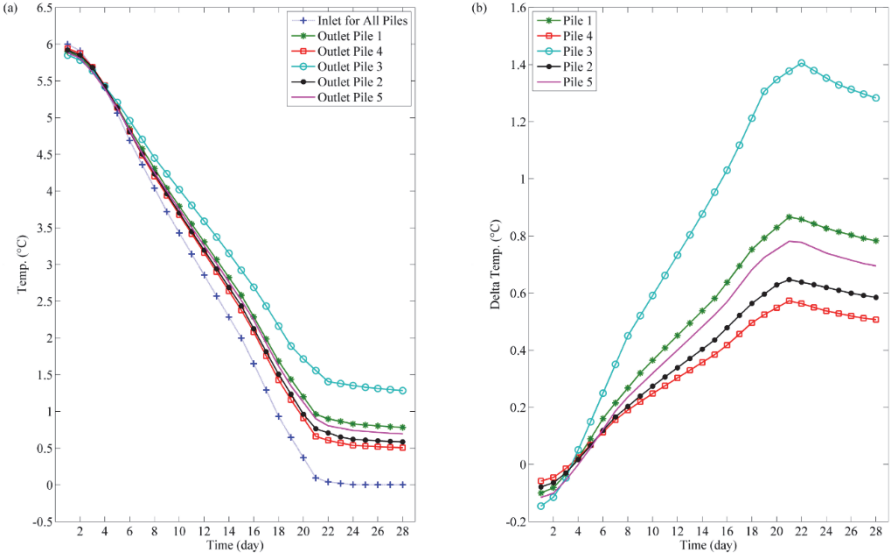 (a)
6.5
6
5.5
5
4.5
4
3.5
3
2.5
2
1.5
1
0.5
0
-0.5
Temp. (°C)
2 4 6 8 10 12 14 16 18 20 22 24 26 28
Time (day)
Inlet for All Piles
Outlet Pile 1
Outlet Pile 4
Outlet Pile 3
Outlet Pile 2
Outlet Pile 5
(b)
1.6
1.4
1.2
1
0.8
0.6
0.4
0.2
0
-0.2
Delta Temp. (°C)
2 4 6 8 10 12 14 16 18 20 22 24 26 28
Time (day)
Pile 1
Pile 4
Pile 3
Pile 2
Pile 5